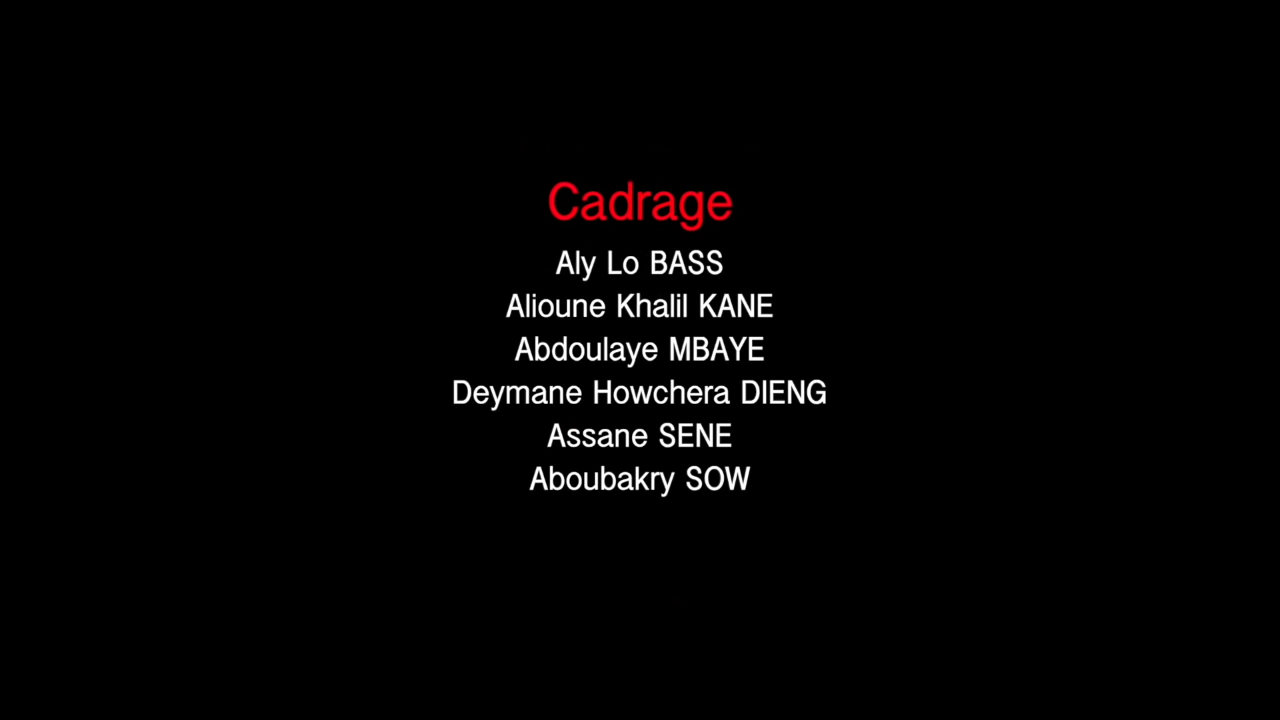 Cadrage
Aly Lo BASS
Alioune Khalil KANE
Abdoulaye MBAYE
Deymane Howchera DIENG
Assane SENE
Aboubakry SOW